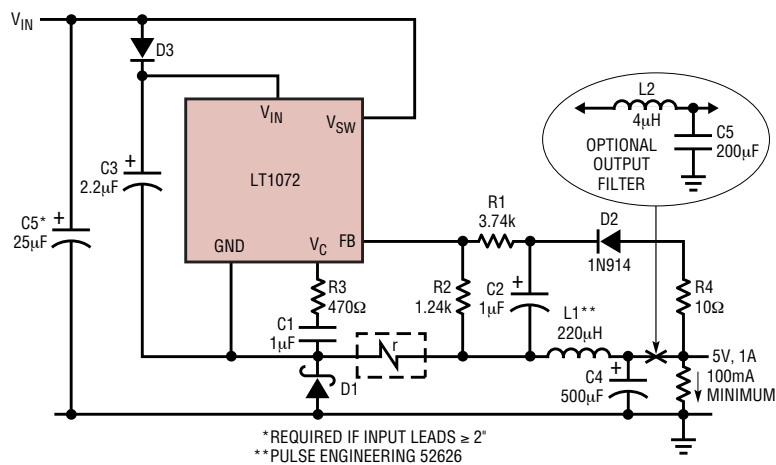 VIN
D3
VIN
VSW
LT1072
GND
VC
FB
C3
2.2µF
+
C5*
25µF
+
R3
470Ω
C1
1µF
D1
r
R1
3.74k
R2
1.24k
C2
1µF
+
D2
1N914
L1**
220µH
R4
10Ω
C4
500µF
+
5V, 1A
100mA
MINIMUM
L2
4µH
C5
200µF
OPTIONAL
OUTPUT
FILTER
*REQUIRED IF INPUT LEADS ≥ 2"
**PULSE ENGINEERING 52626